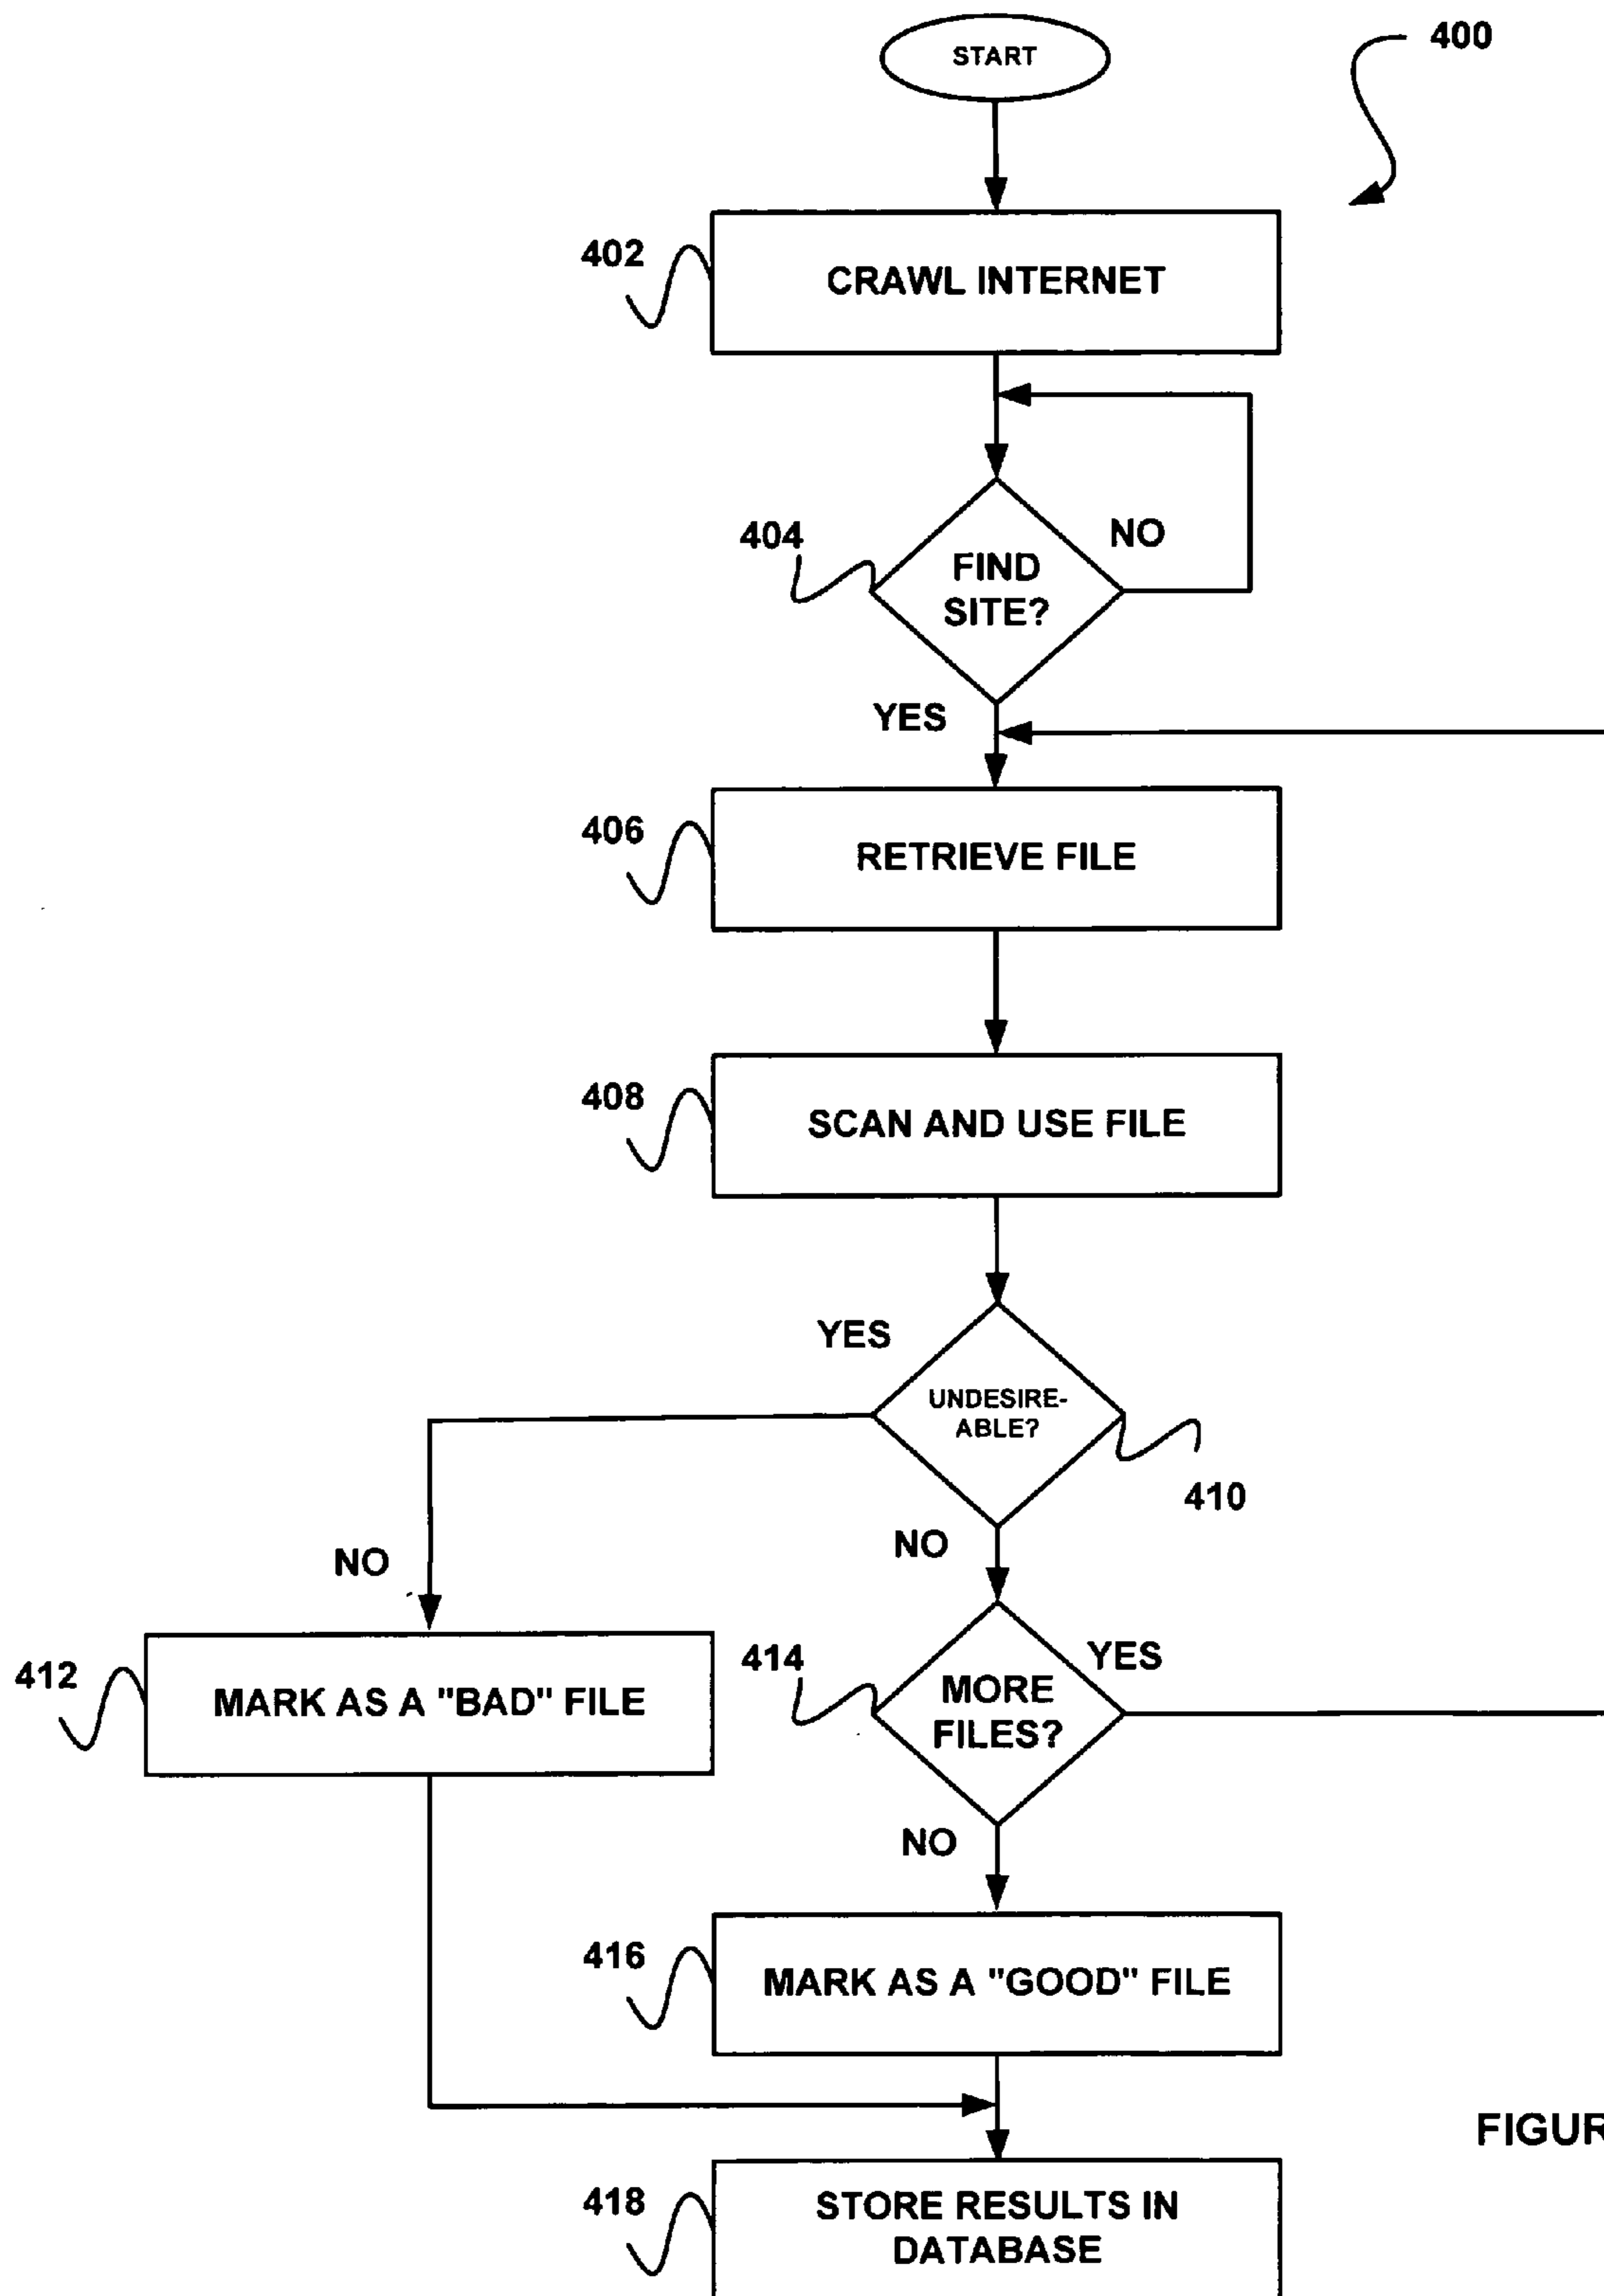 START
400
402
CRAWL INTERNET
404
FIND
SITE?
NO
YES
406
RETRIEVE FILE
408
SCAN AND USE FILE
YES
UNDESIRE-
ABLE?
410
NO
NO
412
MARK AS A "BAD" FILE
414
MORE
FILES?
YES
NO
416
MARK AS A "GOOD" FILE
FIGUR
418
STORE RESULTS IN
DATABASE